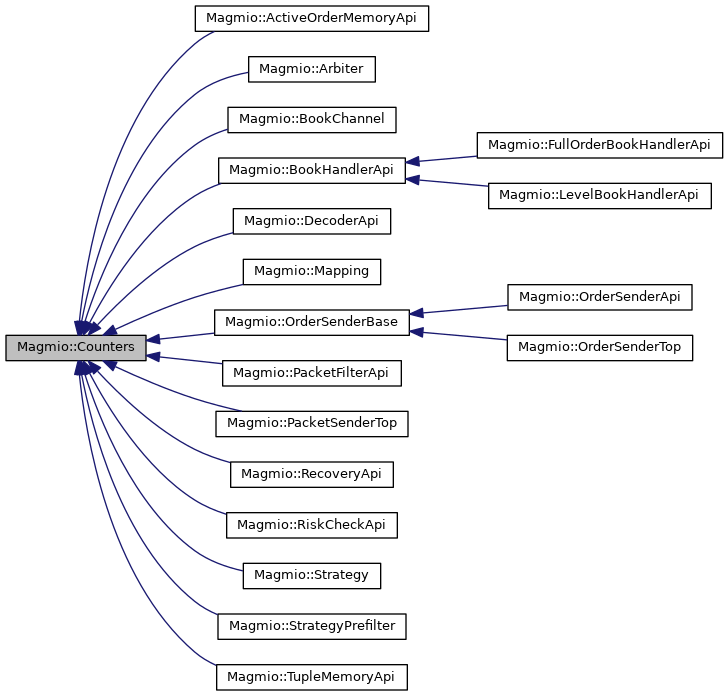 Magmio::ActiveOrderMemoryApi
Magmio::Arbiter
Magmio::BookChannel
Magmio::FullOrderBookHandlerApi
Magmio::BookHandlerApi
Magmio::LevelBookHandlerApi
Magmio::DecoderApi
Magmio::Mapping
Magmio::OrderSenderApi
Magmio::OrderSenderBase
Magmio::Counters
Magmio::OrderSenderTop
Magmio::PacketFilterApi
Magmio::PacketSenderTop
Magmio::RecoveryApi
Magmio::RiskCheckApi
Magmio::Strategy
Magmio::StrategyPrefilter
Magmio::TupleMemoryApi